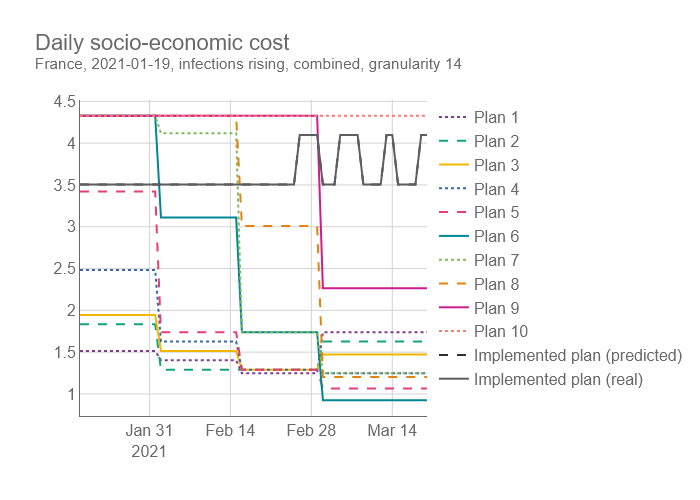 Daily socio-economic cost
France, 2021-01-19, infections rising, combined, granularity 14
4.5
4
3.5
3
2.5
2
1.5
1
Jan 31
2021
Feb 14
Feb 28
Mar 14
Plan 1
Plan 2
Plan 3
Plan 4
Plan 5
Plan 6
Plan 7
Plan 8
Plan 9
Plan 10
Implemented plan (predicted)
Implemented plan (real)